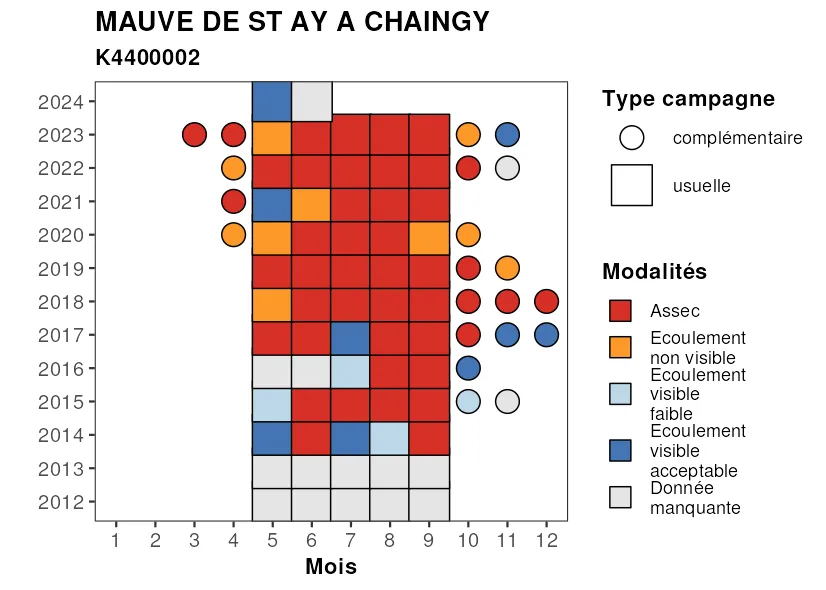 MAUVE DE ST AY A CHAINGY
K4400002
2024
2023
2022
2021
2020
2019
2018
2017
2016
2015
2014
2013
2012
1 2 3 4 5 6 7 8 9 10 11 12
Mois
Type campagne
complémentaire
usuelle
Modalités
Assec
Ecoulement
non visible
Ecoulement
visible
faible
Ecoulement
visible
acceptable
Donnée
manquante